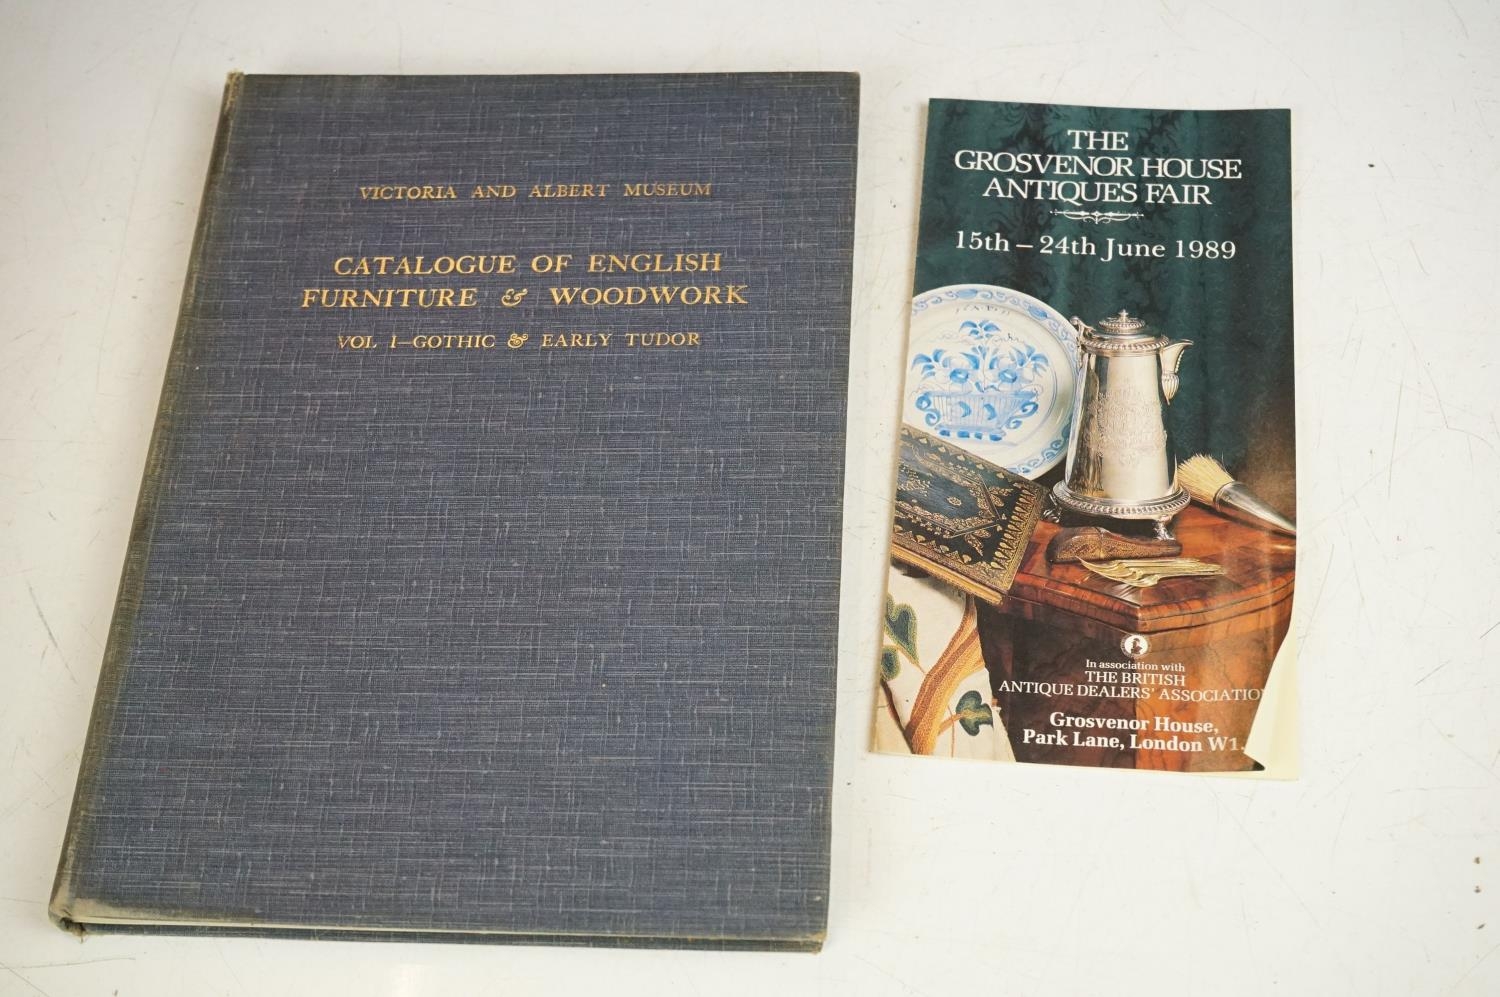 VICTORIA AND ALBERT MUSEUM
CATALOGUE OF ENGLISH
FURNITURE & WOODWORK
VOL I—GOTHIC & EARLY TUDOR
THE
GROSVENOR HOUSE
ANTIQUES FAIR
15th – 24th June 1989
In association with
THE BRITISH
ANTIQUE DEALERS' ASSOCIATIO
Grosvenor House,
Park Lane, London W1.